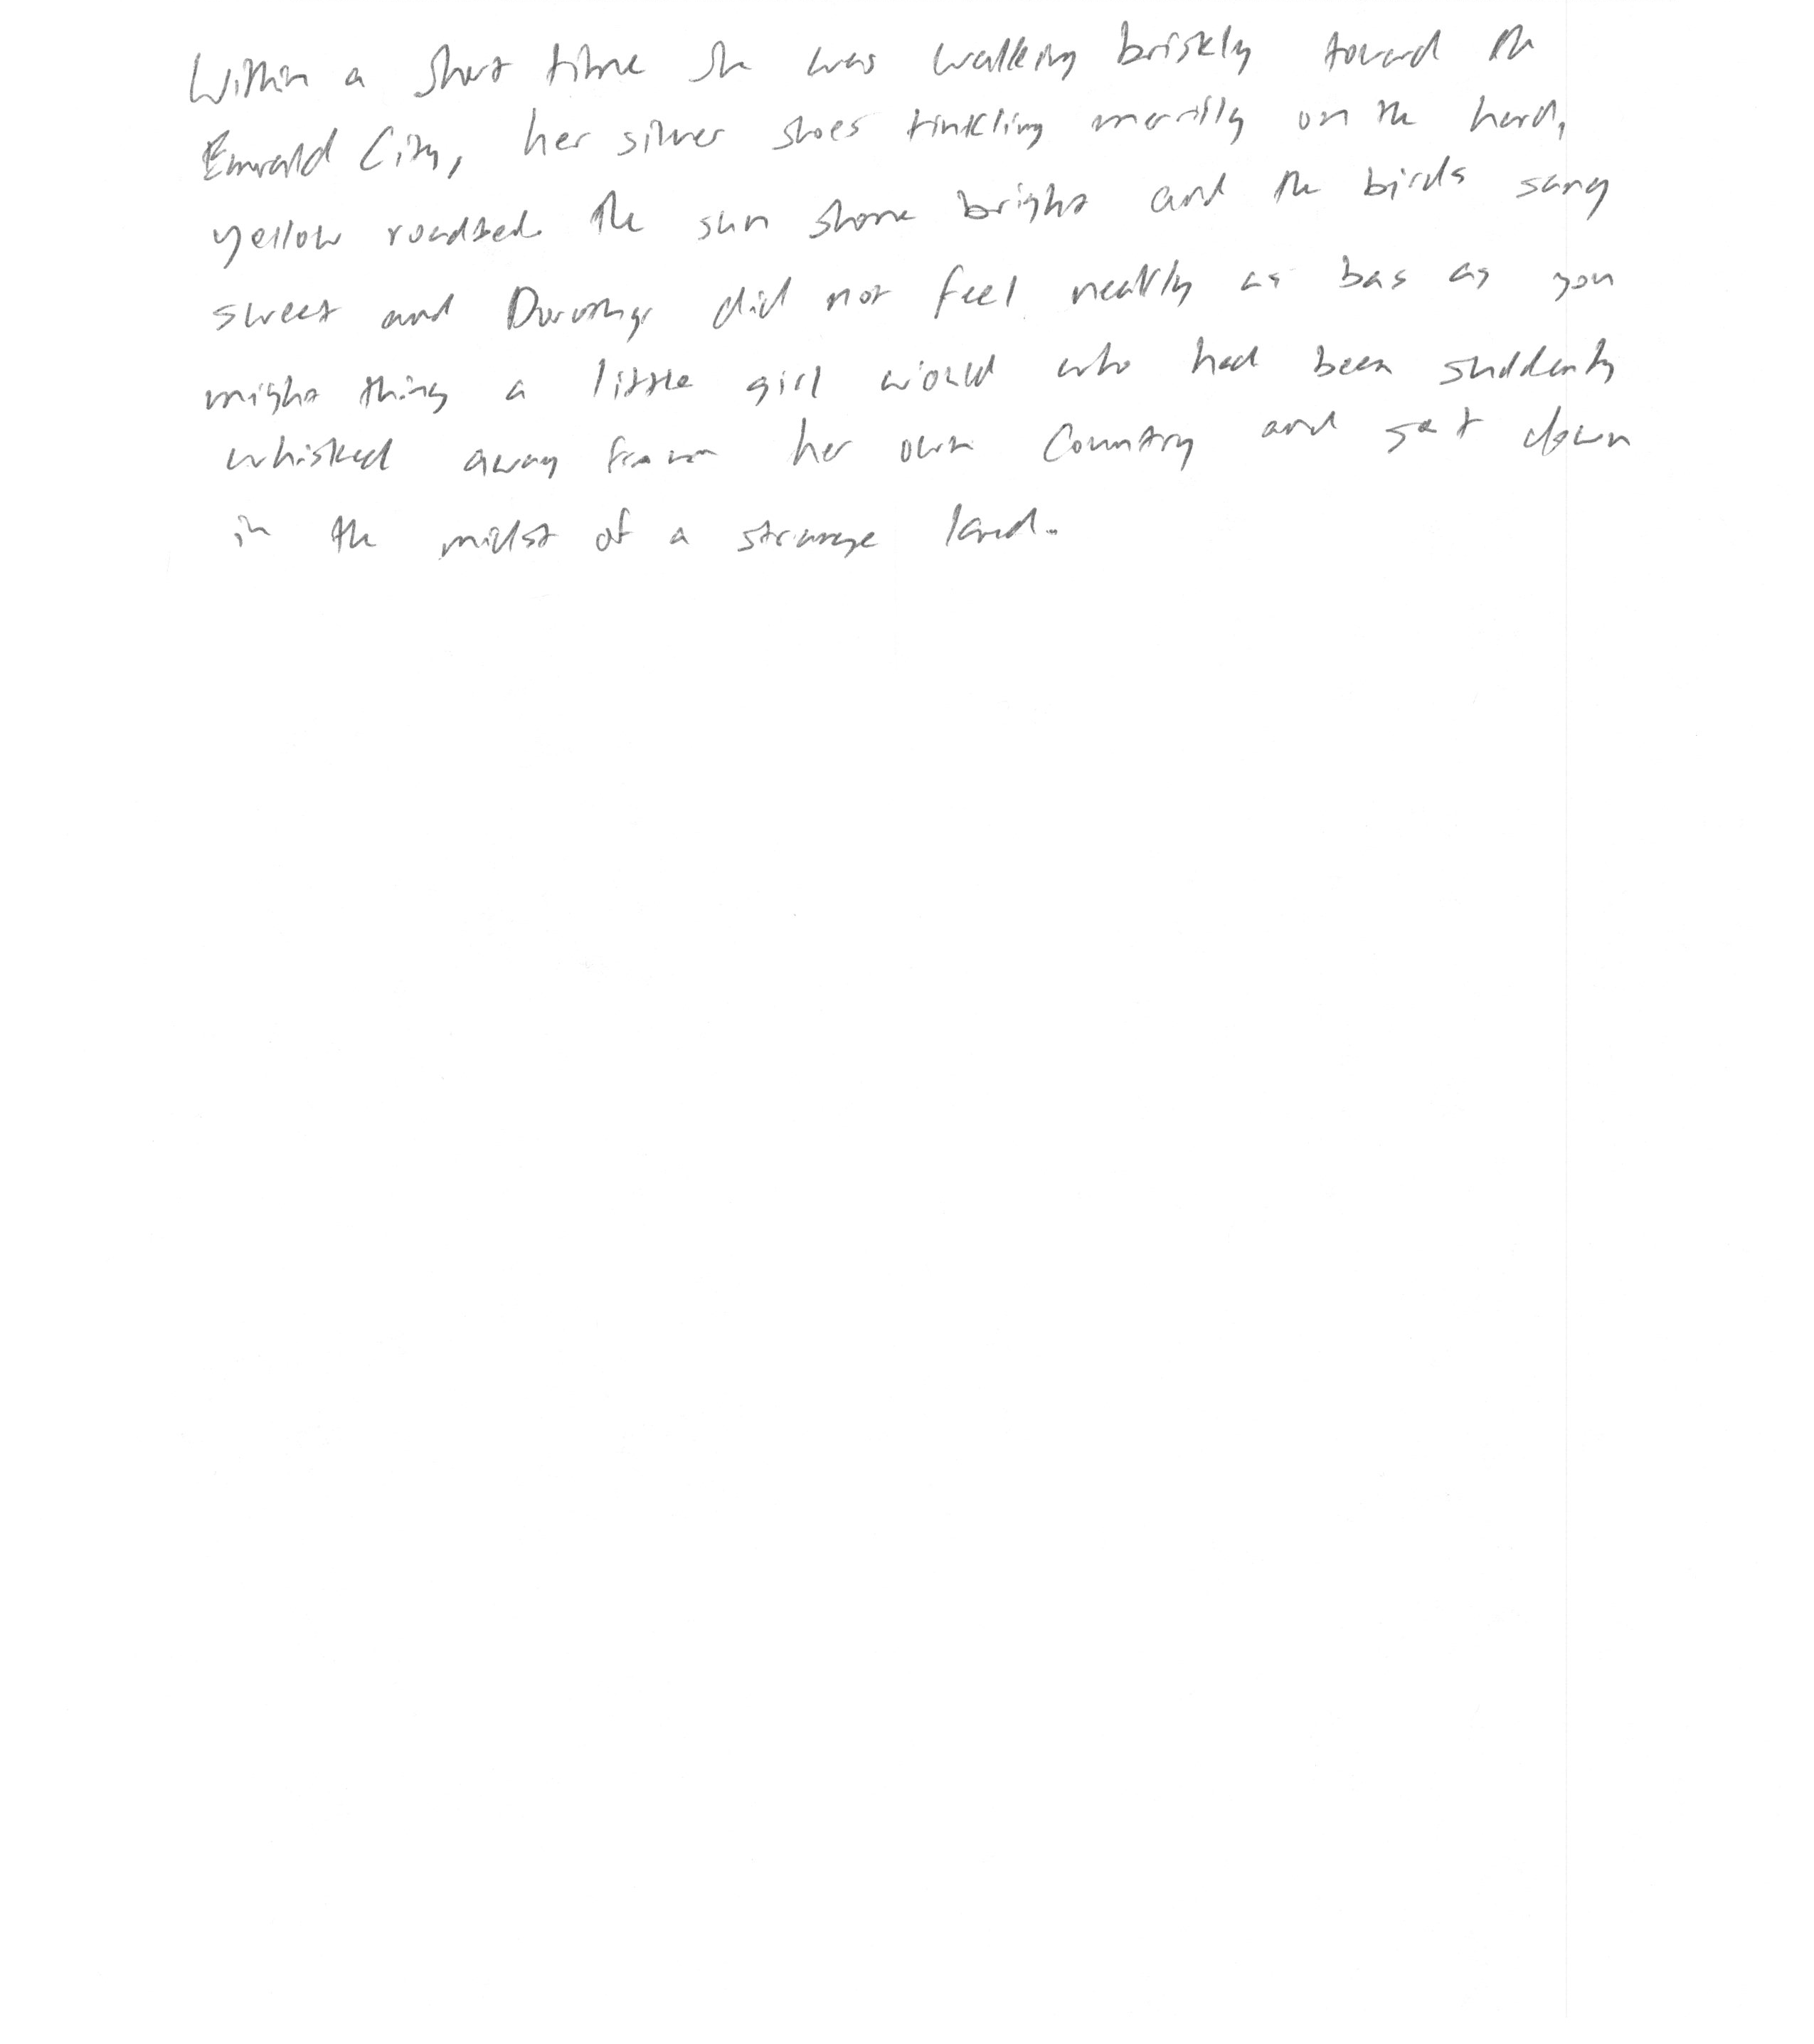 Within a short time she was walking briskly toward the
Emerald City, her silver shoes tinkling merrily on the hard,
yellow roadbed. The sun shone bright and the birds sang
sweet and Dorothy did not feel nearly as bas as you
might thing a little girl would who had been suddenly
whisked away from her own country and set down
in the midst of a strange land.